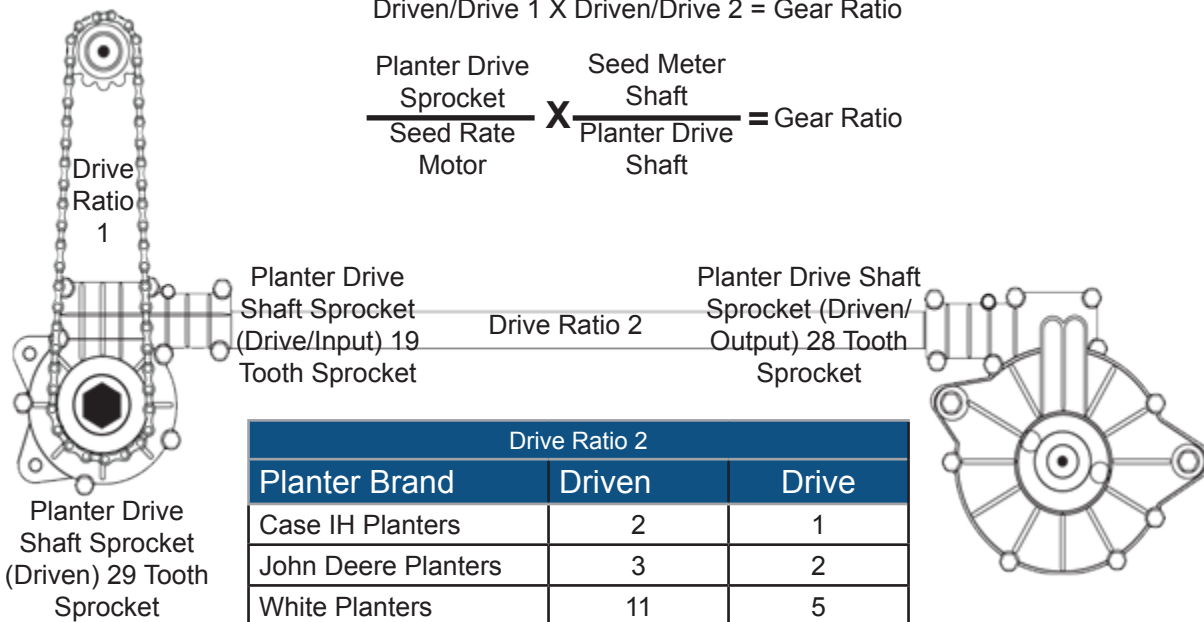 Driven/Drive 1 X Driven/Drive 2 = Gear Ratio
Planter Drive
Sprocket
Seed Rate
Motor
X
Seed Meter
Shaft
Planter Drive
Shaft
= Gear Ratio
Drive
Ratio
1
Planter Drive
Shaft Sprocket
(Drive/Input) 19
Tooth Sprocket
Drive Ratio 2
Planter Drive Shaft
Sprocket (Driven/
Output) 28 Tooth
Sprocket
Planter Drive
Shaft Sprocket
(Driven) 29 Tooth
Sprocket
Drive Ratio 2
Planter Brand Driven Drive
Case IH Planters 2 1
John Deere Planters 3 2
White Planters 11 5